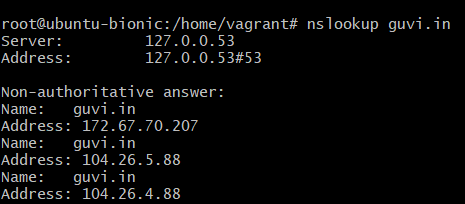 root@ubuntu-bionic:/home/vagrant# nslookup guvi.in
Server:         127.0.0.53
Address:        127.0.0.53#53

Non-authoritative answer:
Name:   guvi.in
Address: 172.67.70.207
Name:   guvi.in
Address: 104.26.5.88
Name:   guvi.in
Address: 104.26.4.88